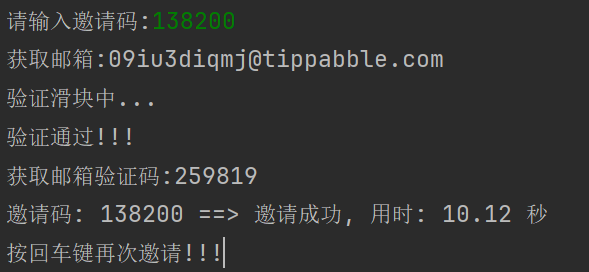 请输入邀请码:138200
获取邮箱:09iu3diqmj@tippabble.com
验证滑块中...
验证通过!!!
获取邮箱验证码:259819
邀请码: 138200 ==> 邀请成功, 用时: 10.12 秒
按回车键再次邀请!!!